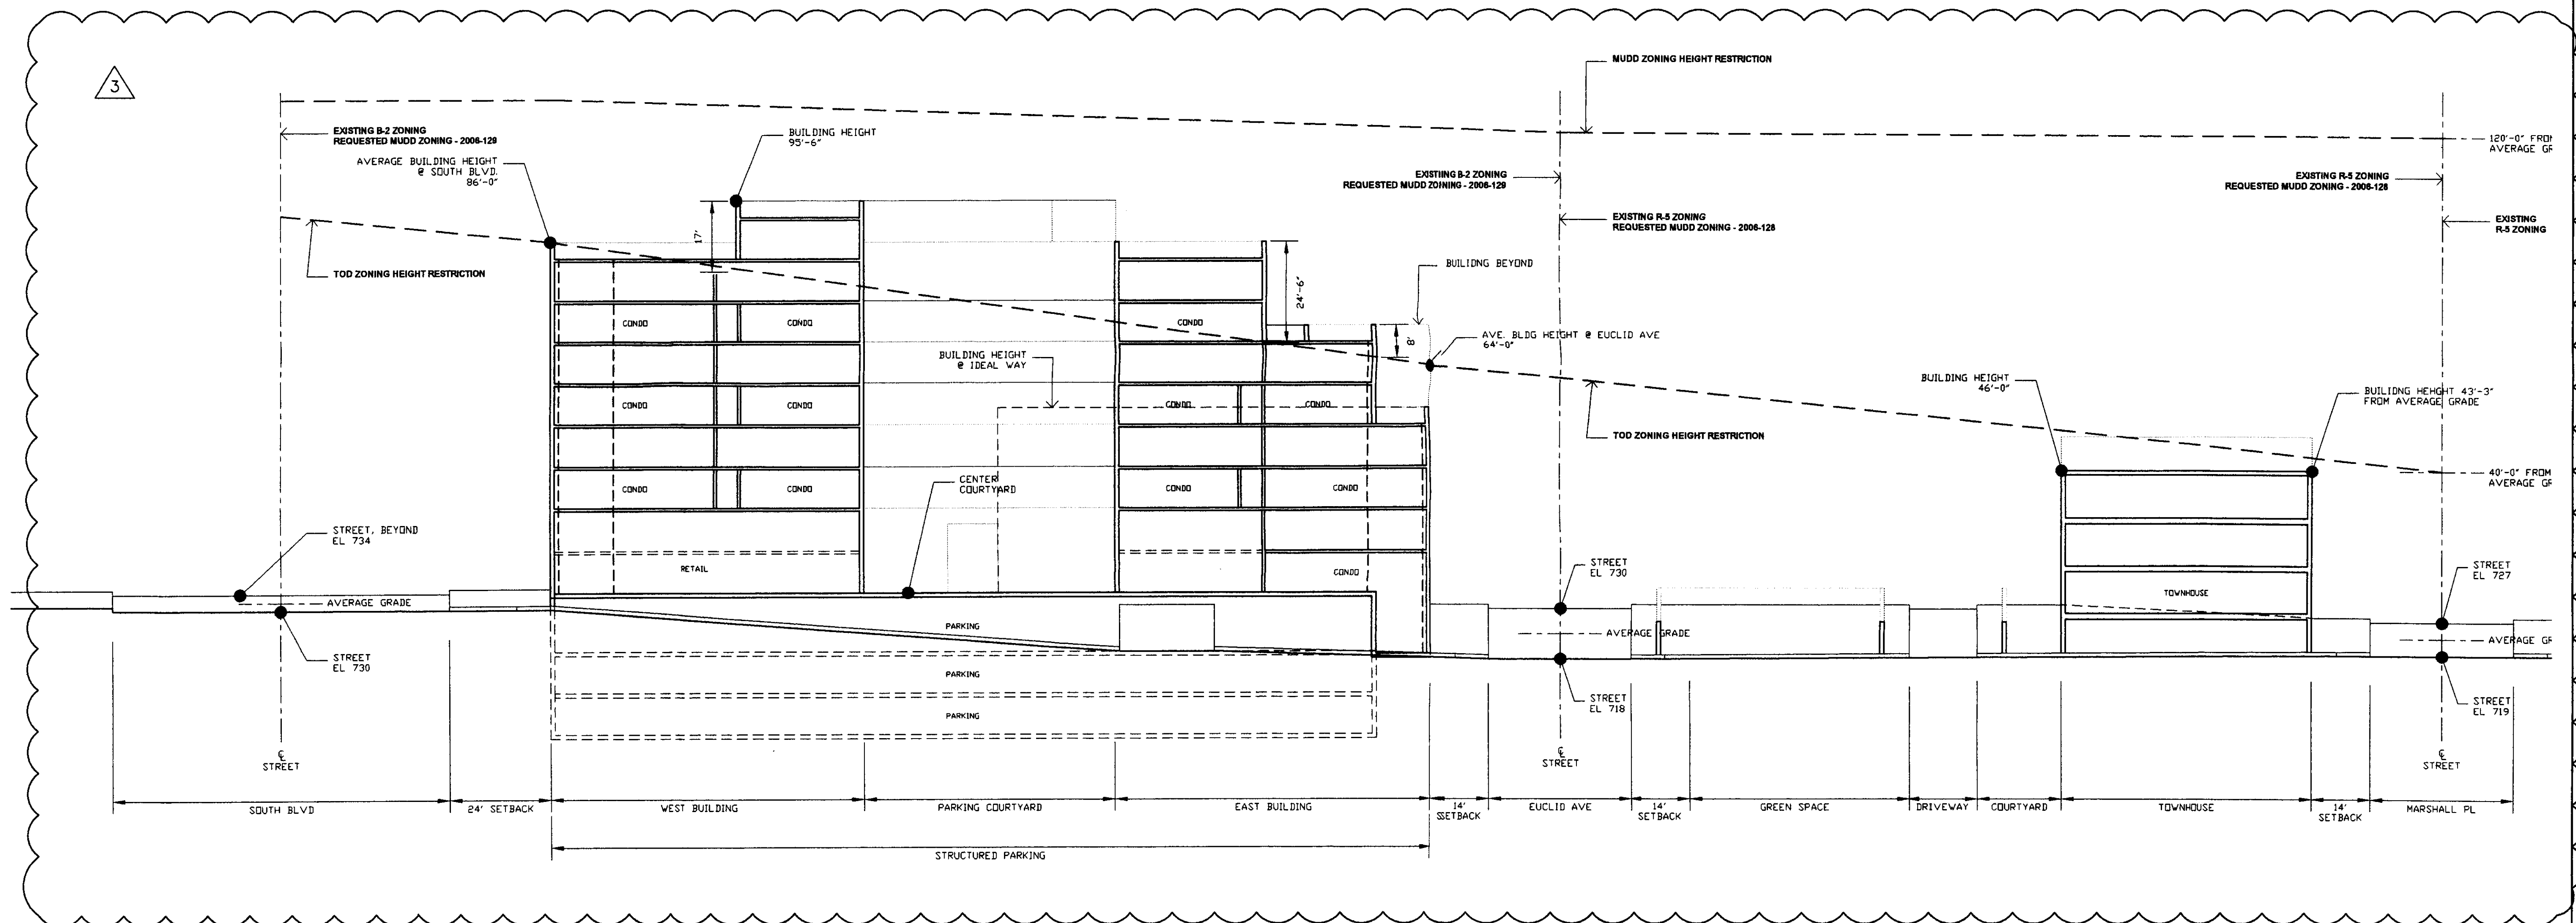 3
MUDD ZONING HEIGHT RESTRICTION
EXISTING B-2 ZONING
REQUESTED MUDD ZONING - 2006-129
BUILDING HEIGHT
95'-6"
120'-0" FROM
AVERAGE GR
AVERAGE BUILDING HEIGHT
@ SOUTH BLVD.
86'-0"
EXISTIING B-2 ZONING
REQUESTED MUDD ZONING - 2006-129
EXISTING R-5 ZONING
REQUESTED MUDD ZONING - 2006-128
EXISTING R-5 ZONING
REQUESTED MUDD ZONING - 2006-128
EXISTING
R-5 ZONING
17'
TOD ZONING HEIGHT RESTRICTION
BUILIDNG BEYOND
24'-6"
CONDO
CONDO
CONDO
8'
AVE. BLDG HEIGHT @ EUCLID AVE
64'-0"
BUILDING HEIGHT
@ IDEAL WAY
BUILDING HEIGHT
46'-0"
BUILIDNG HEHGHT 43'-3"
FROM AVERAGE GRADE
CONDO
CONDO
CONDO
CONDO
TOD ZONING HEIGHT RESTRICTION
40'-0" FROM
AVERAGE GR
CENTER
COURTYARD
CONDO
CONDO
CONDO
CONDO
STREET, BEYOND
EL 734
RETAIL
CONDO
STREET
EL 730
STREET
EL 727
TOWNHOUSE
AVERAGE GRADE
PARKING
AVERAGE GRADE
AVERAGE GR
STREET
EL 730
PARKING
STREET
EL 718
STREET
EL 719
PARKING
℄
STREET
℄
STREET
℄
STREET
SOUTH BLVD
24' SETBACK
WEST BUILDING
PARKING COURTYARD
EAST BUILDING
14'
SSETBACK
EUCLID AVE
14'
SETBACK
GREEN SPACE
DRIVEWAY
COURTYARD
TOWNHOUSE
14'
SETBACK
MARSHALL PL
STRUCTURED PARKING